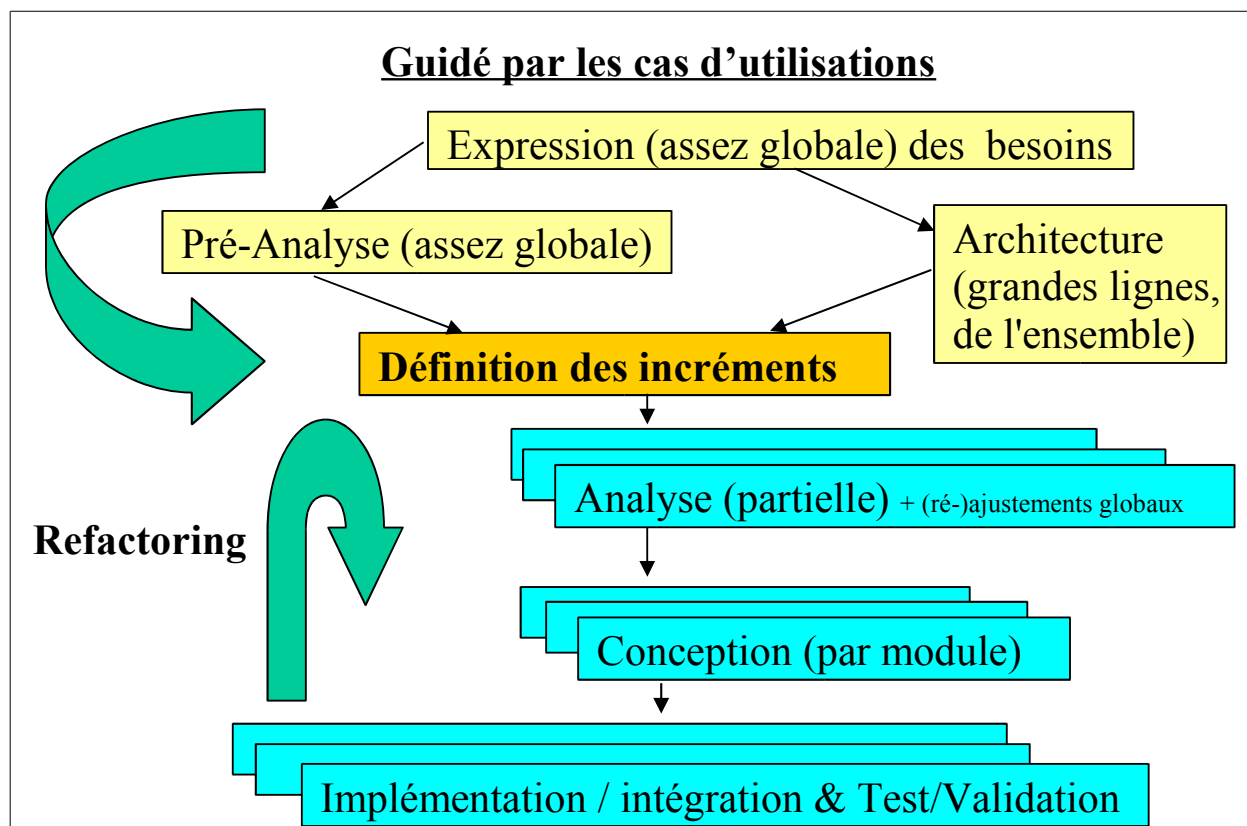 Guidé par les cas d’utilisations
Expression (assez globale) des  besoins
Pré-Analyse (assez globale)
Architecture
(grandes lignes,
de l'ensemble)
Définition des incréments
Analyse (partielle) + (ré-)ajustements globaux
Refactoring
Conception (par module)
Implémentation / intégration & Test/Validation